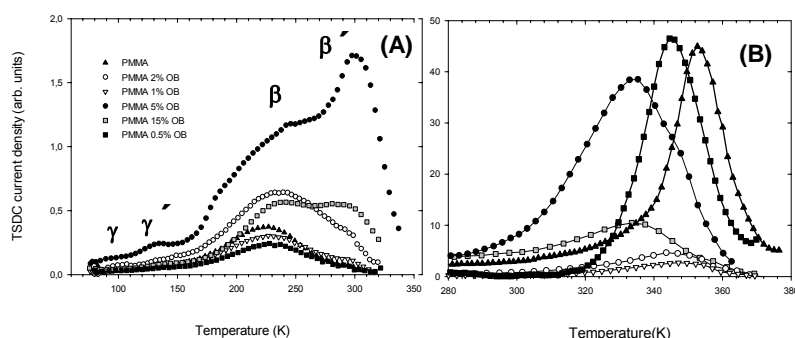 2,0
1,5
1,0
0,5
0,0
TSDC current density (arb. units)
PMMA
PMMA 2% OB
PMMA 1% OB
PMMA 5% OB
PMMA 15% OB
PMMA 0.5% OB
γ
γ´
β
β´
(A)
100 150 200 250 300 350
Temperature (K)
50
40
30
20
10
0
(B)
280 300 320 340 360 380
Temperature(K)